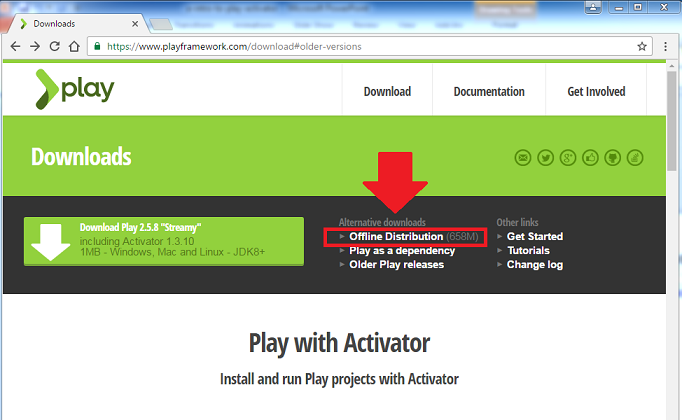 Downloads
https://www.playframework.com/download#older-versions
play
Download
Documentation
Get Involved
Downloads
Download Play 2.5.8 "Streamy"
including Activator 1.3.10
1MB - Windows, Mac and Linux - JDK8+
Alternative downloads
Offline Distribution (658M)
Play as a dependency
Older Play releases
Other links
Get Started
Tutorials
Change log
Play with Activator
Install and run Play projects with Activator